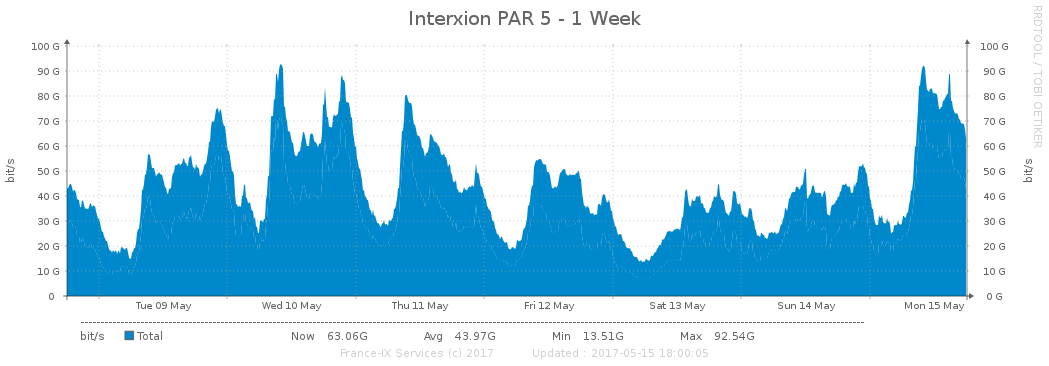 Interxion PAR 5 - 1 Week
RRDTOOL / TOBI OETIKER
bit/s
100 G
90 G
80 G
70 G
60 G
50 G
40 G
30 G
20 G
10 G
0
100 G
90 G
80 G
70 G
60 G
50 G
40 G
30 G
20 G
10 G
0 G
bit/s
Tue 09 May Wed 10 May Thu 11 May Fri 12 May Sat 13 May Sun 14 May Mon 15 May
bit/s Total Now 63.06G Avg 43.97G Min 13.51G Max 92.54G
France-IX Services (c) 2017 Updated : 2017-05-15 18:00:05